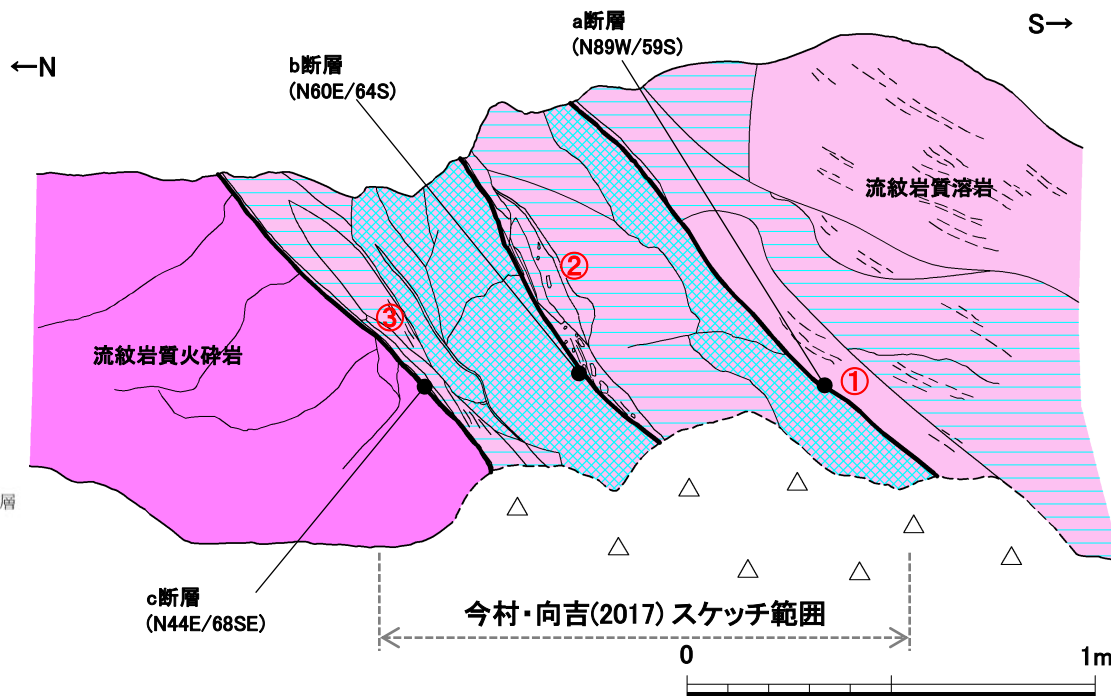 ←N
S→
a断層
(N89W/59S)
b断層
(N60E/64S)
流紋岩質溶岩
②
③
①
流紋岩質火砕岩
層
c断層
(N44E/68SE)
今村・向吉(2017) スケッチ範囲
0
1m